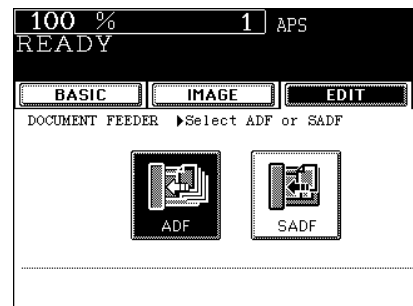 100 % 1 APS
READY
BASIC IMAGE EDIT
DOCUMENT FEEDER ▶Select ADF or SADF
ADF SADF